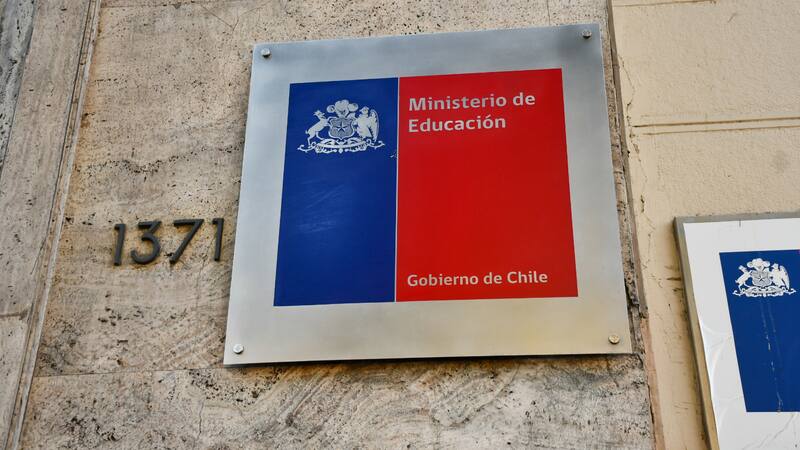 1371
Ministerio de
Educación
Gobierno de Chile